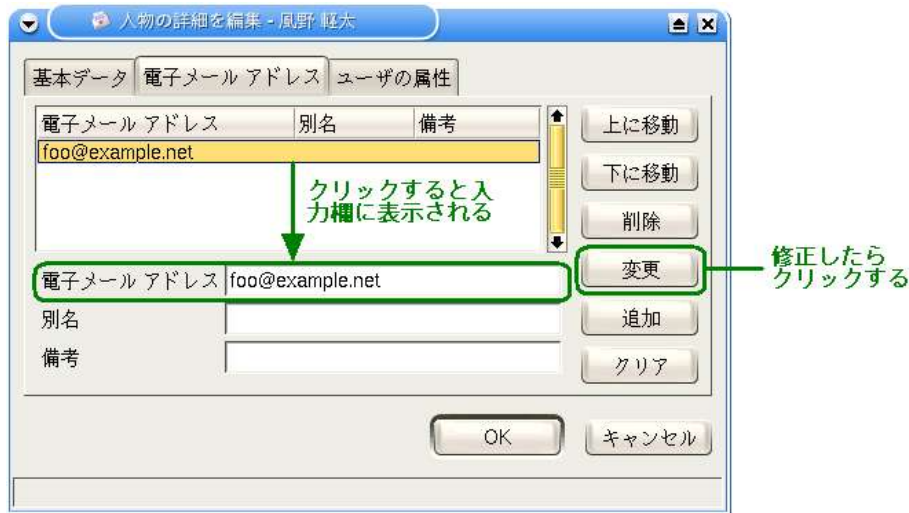 人物の詳細を編集 - 風野 軽太
基本データ 電子メール アドレス ユーザの属性
電子メール アドレス 別名 備考
foo@example.net
クリックすると入
力欄に表示される
上に移動
下に移動
削除
変更
修正したら
クリックする
電子メール アドレス foo@example.net
別名
追加
備考
クリア
OK
キャンセル